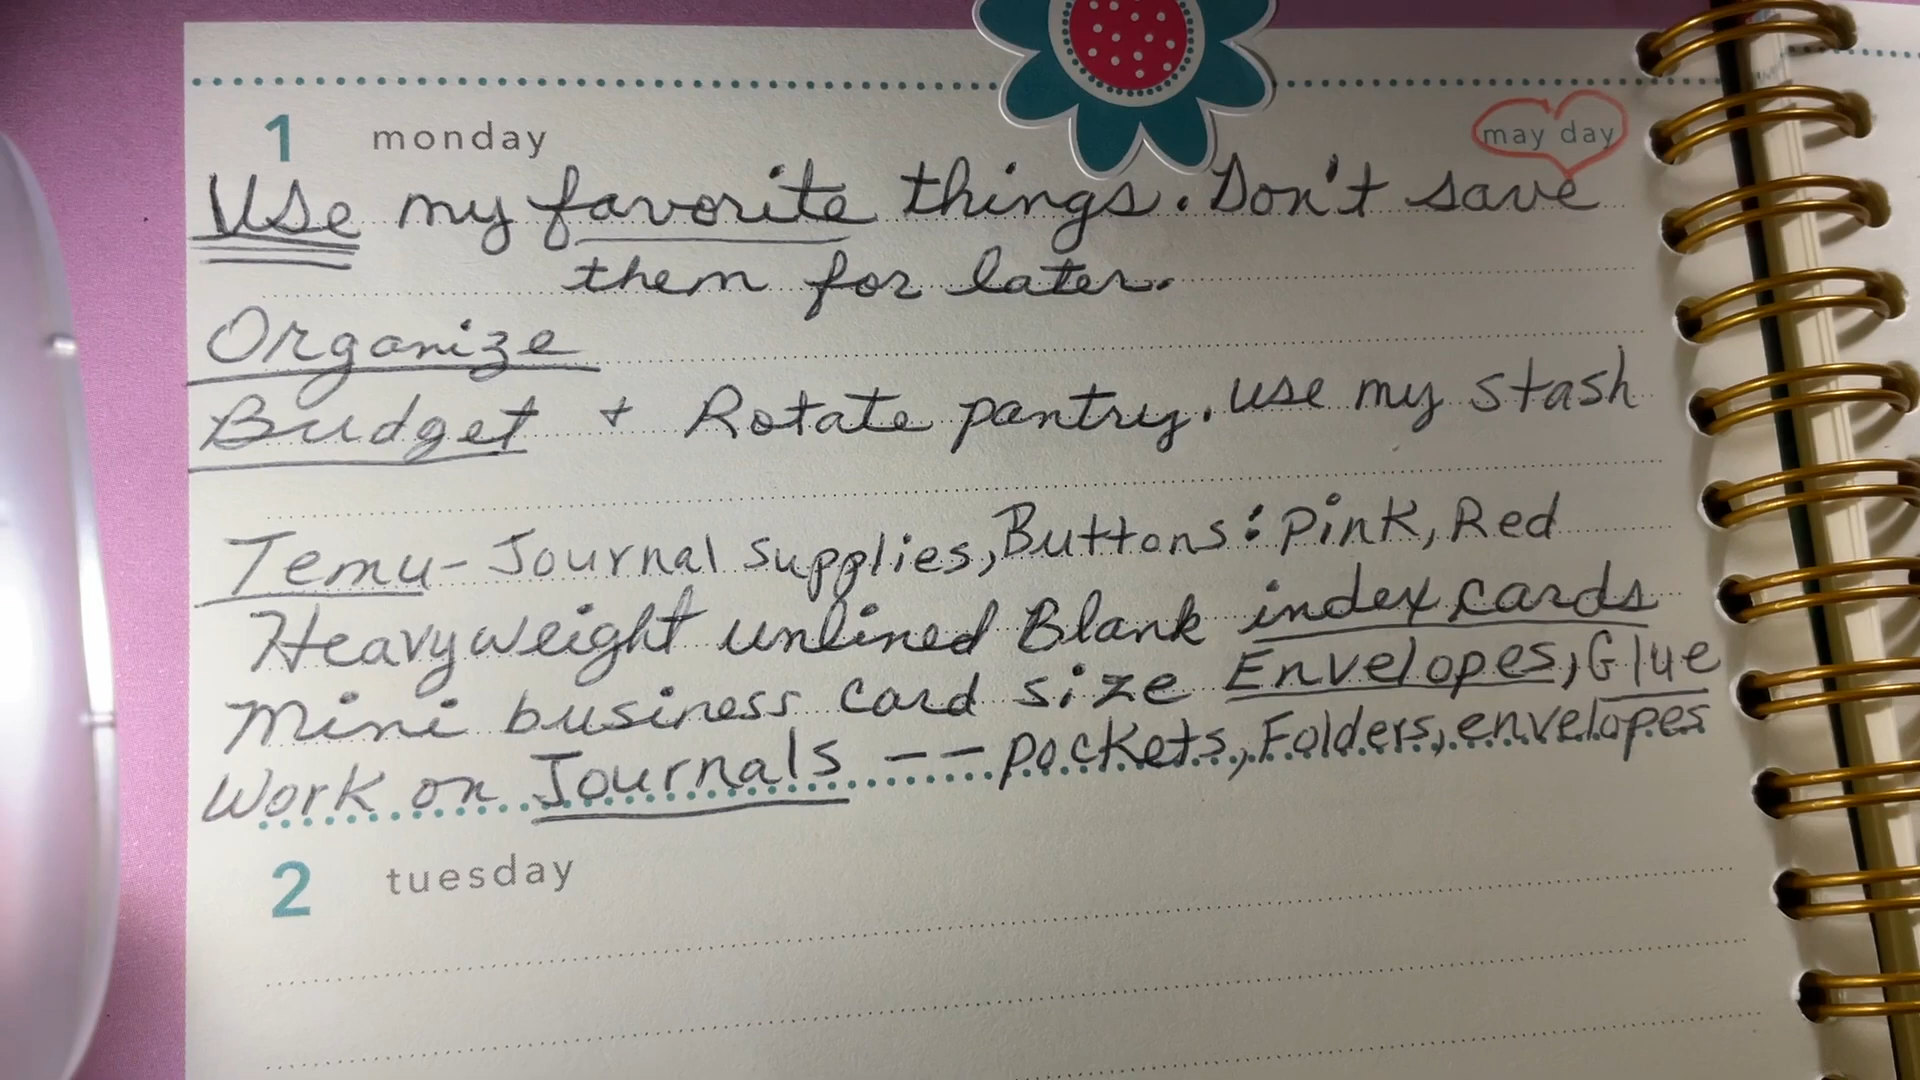 1 monday may day
Use my favorite things. Don't save
them for later.
Organize
Budget + Rotate pantry. use my stash
Temu - Journal supplies, Buttons: pink, Red
Heavyweight unlined Blank index cards
Mini business card size Envelopes, Glue
Work on Journals -- pockets, Folders, envelopes
2 tuesday